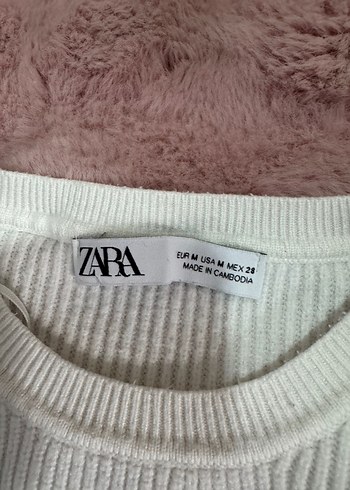 ZARA
EUR M USA M MEX 28
MADE IN CAMBODIA